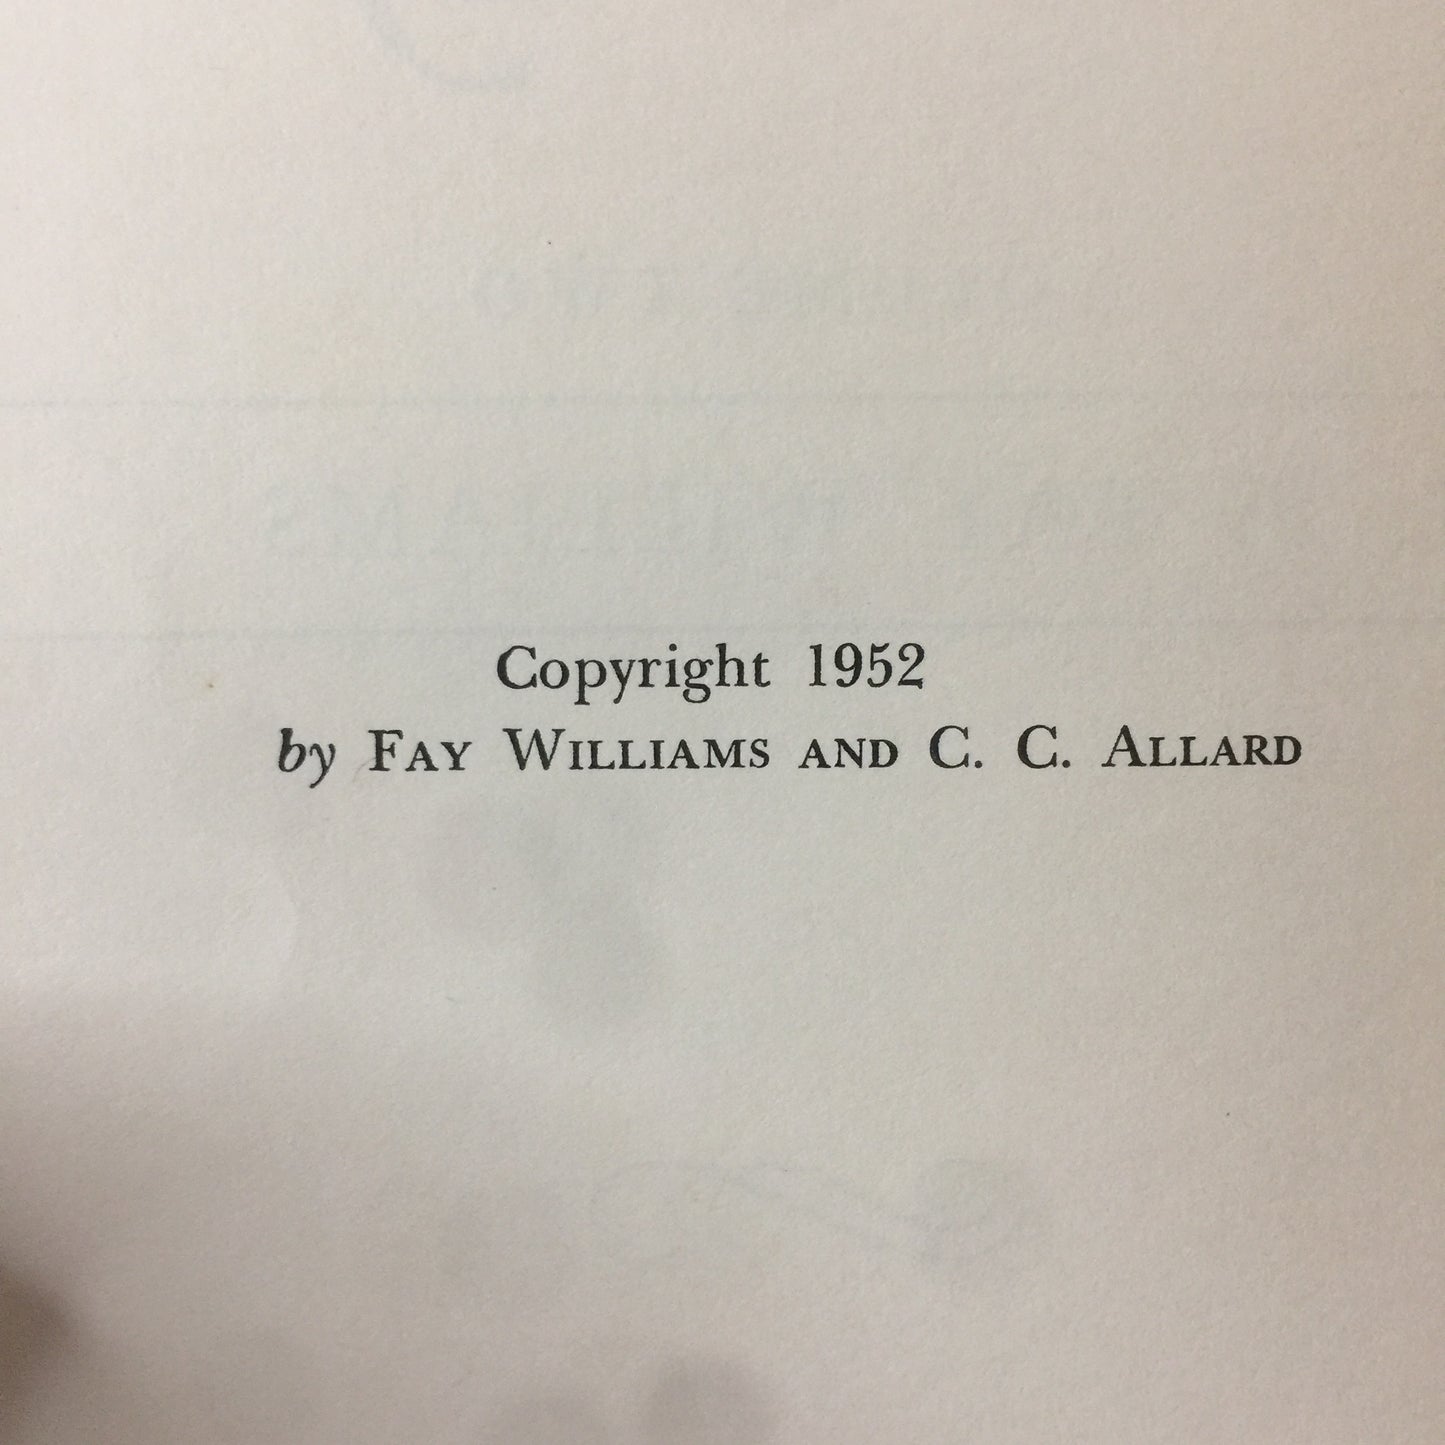 Copyright 1952
by FAY WILLIAMS AND C. C. ALLARD